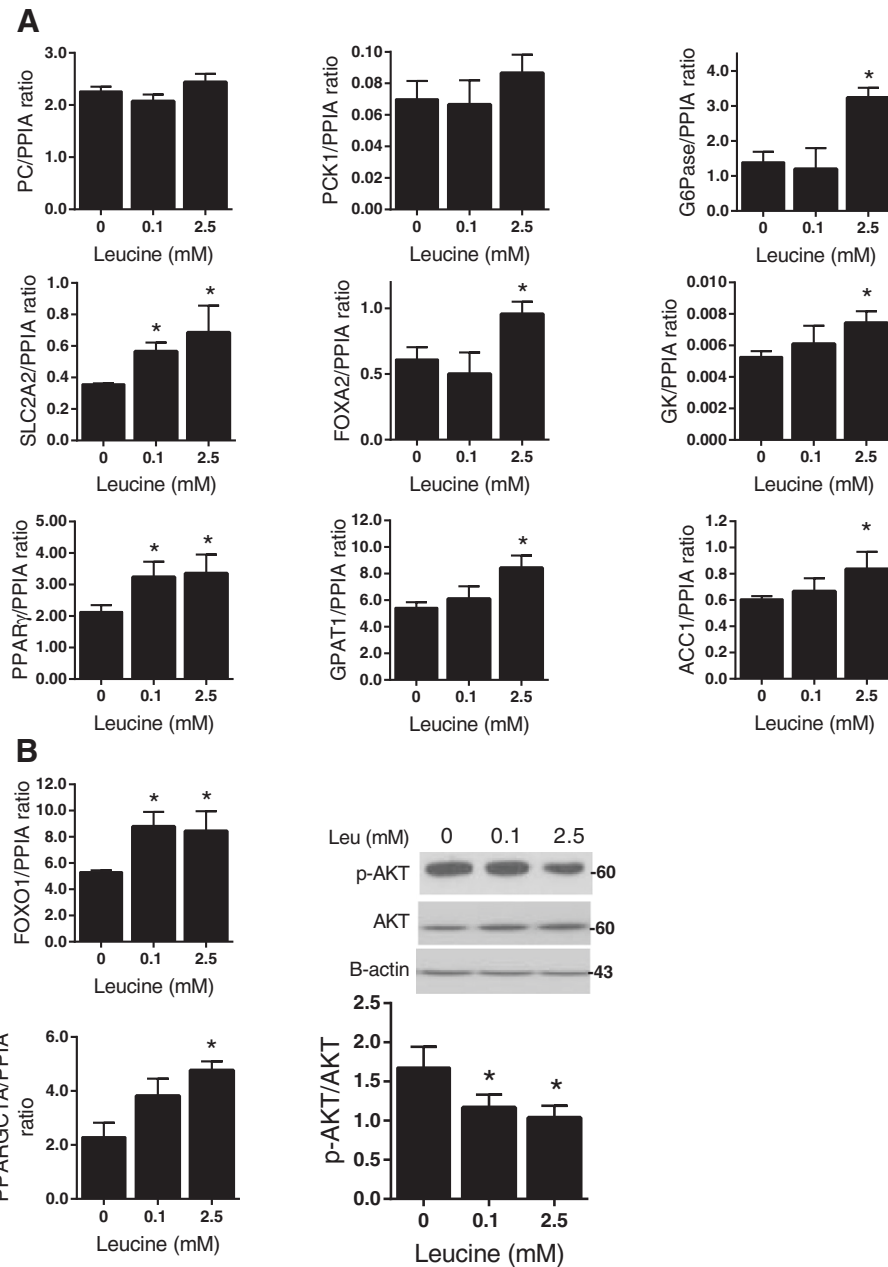 A
PC/PPIA ratio
3.0
2.0
1.0
0.0
0 0.1 2.5
Leucine (mM)
PCK1/PPIA ratio
0.10
0.08
0.06
0.04
0.02
0.00
0 0.1 2.5
Leucine (mM)
G6Pase/PPIA ratio
4.0
3.0
2.0
1.0
0.0
*
0 0.1 2.5
Leucine (mM)
SLC2A2/PPIA ratio
1.0
0.8
0.6
0.4
0.2
0.0
* *
0 0.1 2.5
Leucine (mM)
FOXA2/PPIA ratio
1.0
0.5
0.0
*
0 0.1 2.5
Leucine (mM)
GK/PPIA ratio
0.010
0.008
0.006
0.004
0.002
0.000
*
0 0.1 2.5
Leucine (mM)
PPARγ/PPIA ratio
5.00
4.00
3.00
2.00
1.00
0.00
* *
0 0.1 2.5
Leucine (mM)
GPAT1/PPIA ratio
12.0
10.0
8.0
6.0
4.0
2.0
0.0
*
0 0.1 2.5
Leucine (mM)
ACC1/PPIA ratio
1.2
1.0
0.8
0.6
0.4
0.2
0.0
*
0 0.1 2.5
Leucine (mM)
B
FOXO1/PPIA ratio
12.0
10.0
8.0
6.0
4.0
2.0
0.0
* *
0 0.1 2.5
Leucine (mM)
Leu (mM) 0 0.1 2.5
p-AKT -60
AKT -60
B-actin -43
PPARGC1A/PPIA
ratio
6.0
4.0
2.0
0.0
*
0 0.1 2.5
Leucine (mM)
p-AKT/AKT
2.5
2.0
1.5
1.0
0.5
0.0
* *
0 0.1 2.5
Leucine (mM)